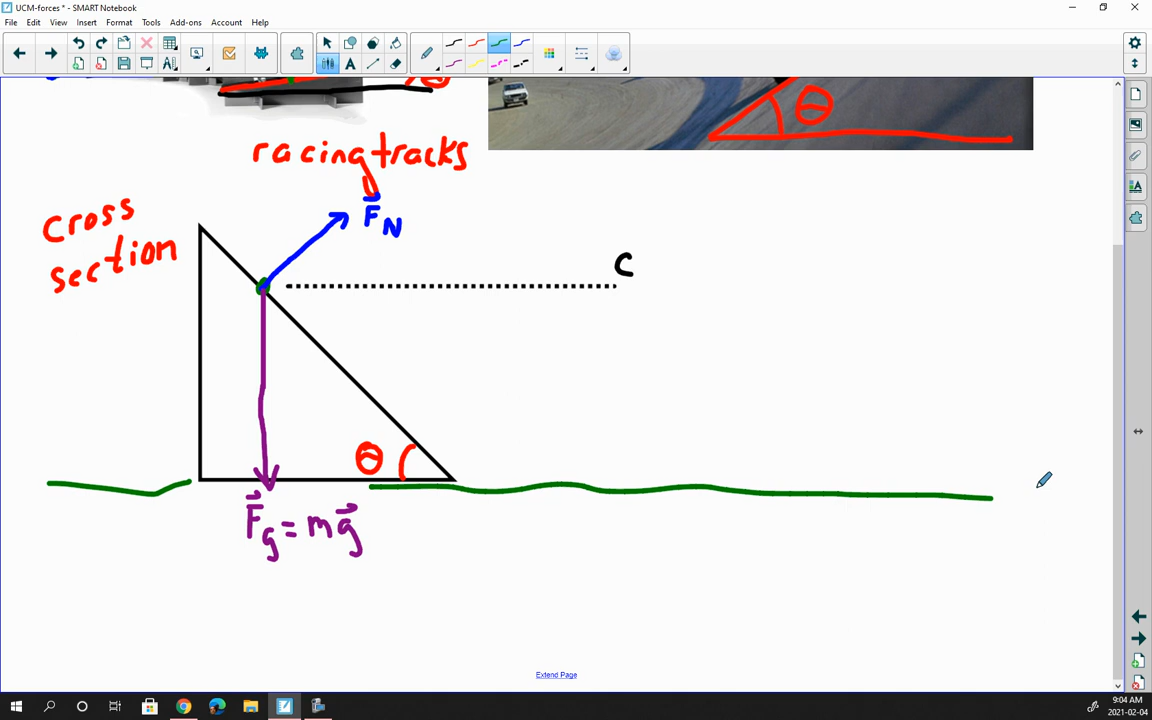 UCM-forces * - SMART Notebook
File Edit View Insert Format Tools Add-ons Account Help
θ
θ
racing tracks
F⃗N
cross
section
C
θ
F⃗g = mg⃗
Extend Page
9:04 AM
2021-02-04